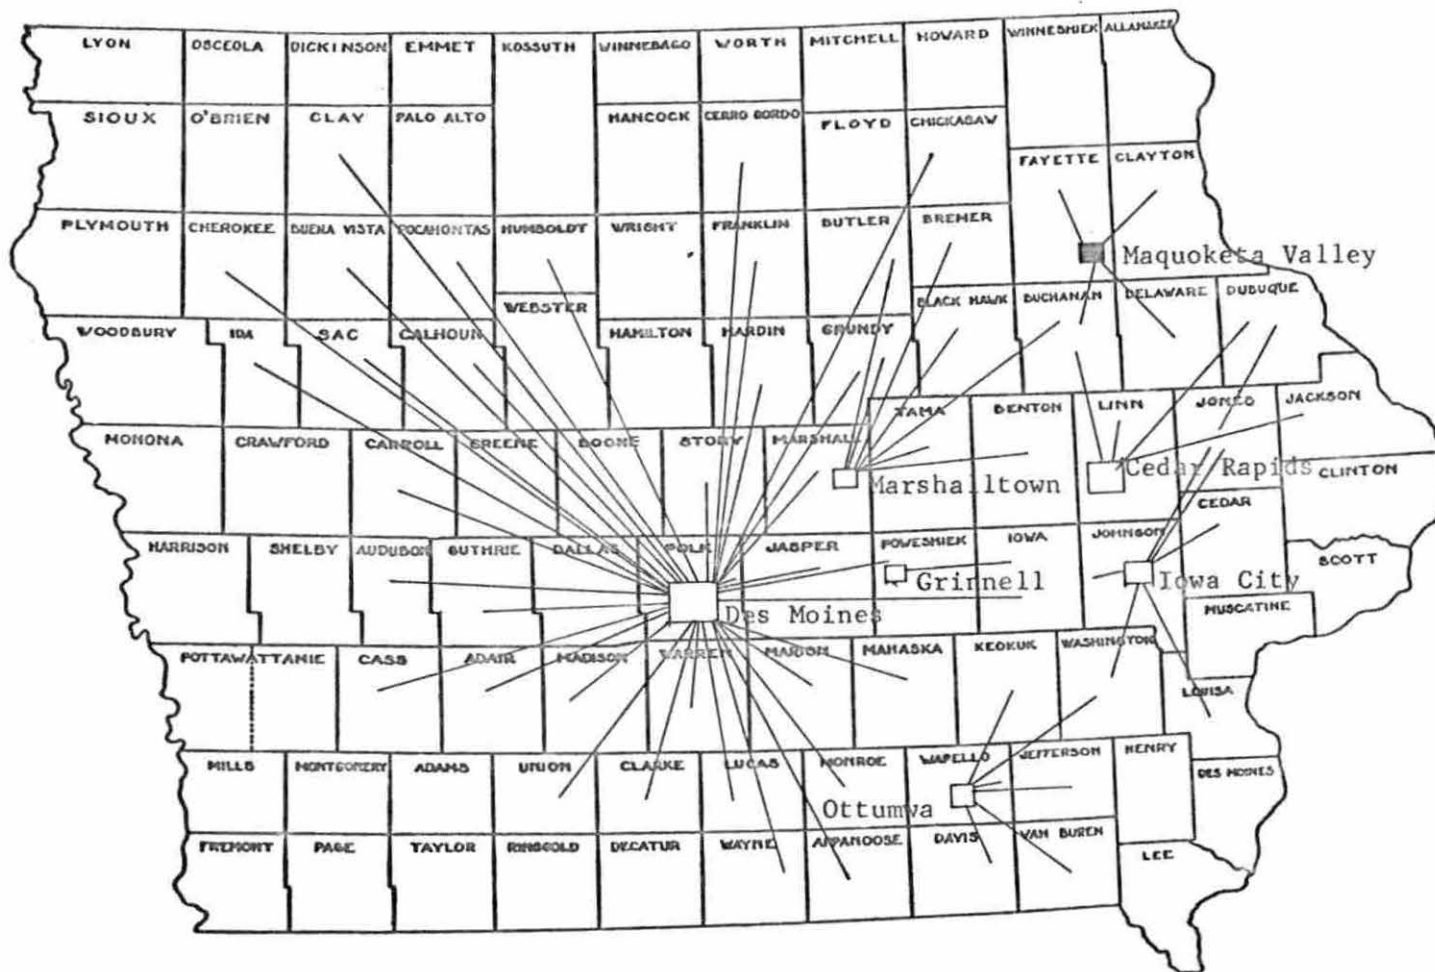 LYON OSCEOLA DICKINSON EMMET KOSSUTH WINNEBAGO WORTH MITCHELL HOWARD WINNESHIEK ALLAMAKEE
SIOUX O'BRIEN CLAY PALO ALTO HANCOCK CERRO GORDO FLOYD CHICKASAW
FAYETTE CLAYTON
PLYMOUTH CHEROKEE BUENA VISTA POCAHONTAS HUMBOLDT WRIGHT FRANKLIN BUTLER BREMER
Maquoketa Valley
WEBSTER BLACK HAWK BUCHANAN DELAWARE DUBUQUE
WOODBURY IDA SAC CALHOUN HAMILTON HARDIN GRUNDY
TAMA BENTON LINN JONES JACKSON
MONONA CRAWFORD CARROLL GREENE BOONE STORY MARSHALL
Marshalltown Cedar Rapids CLINTON
CEDAR
HARRISON SHELBY AUDUBON GUTHRIE DALLAS POLK JASPER POWESHIEK IOWA JOHNSON SCOTT
Grinnell Iowa City
Des Moines MUSCATINE
POTTAWATTAMIE CASS ADAIR MADISON WARREN MARION MAHASKA KEOKUK WASHINGTON
LOUISA
MILLS MONTGOMERY ADAMS UNION CLARKE LUCAS MONROE WAPELLO JEFFERSON HENRY DES MOINES
Ottumwa
FREMONT PAGE TAYLOR RINGGOLD DECATUR WAYNE APPANOOSE DAVIS VAN BUREN LEE